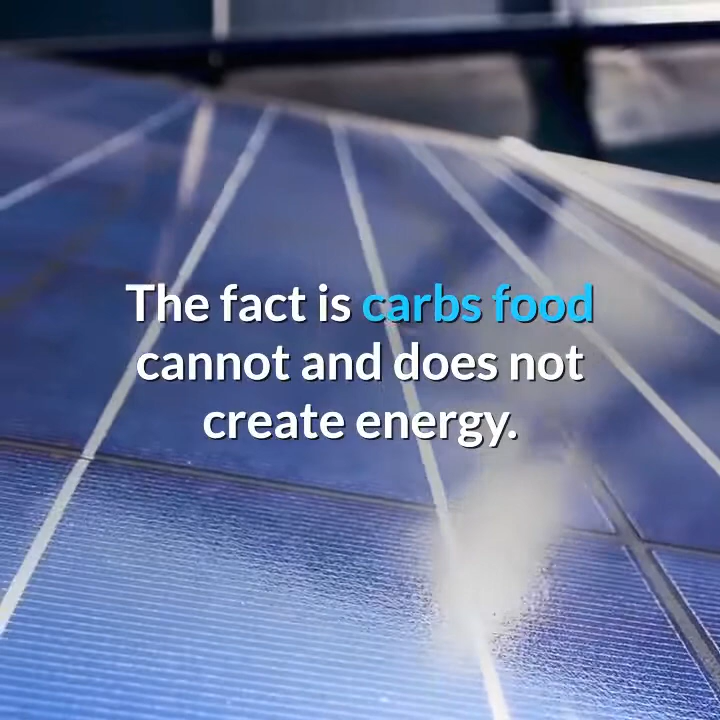 The fact is carbs food
cannot and does not
create energy.